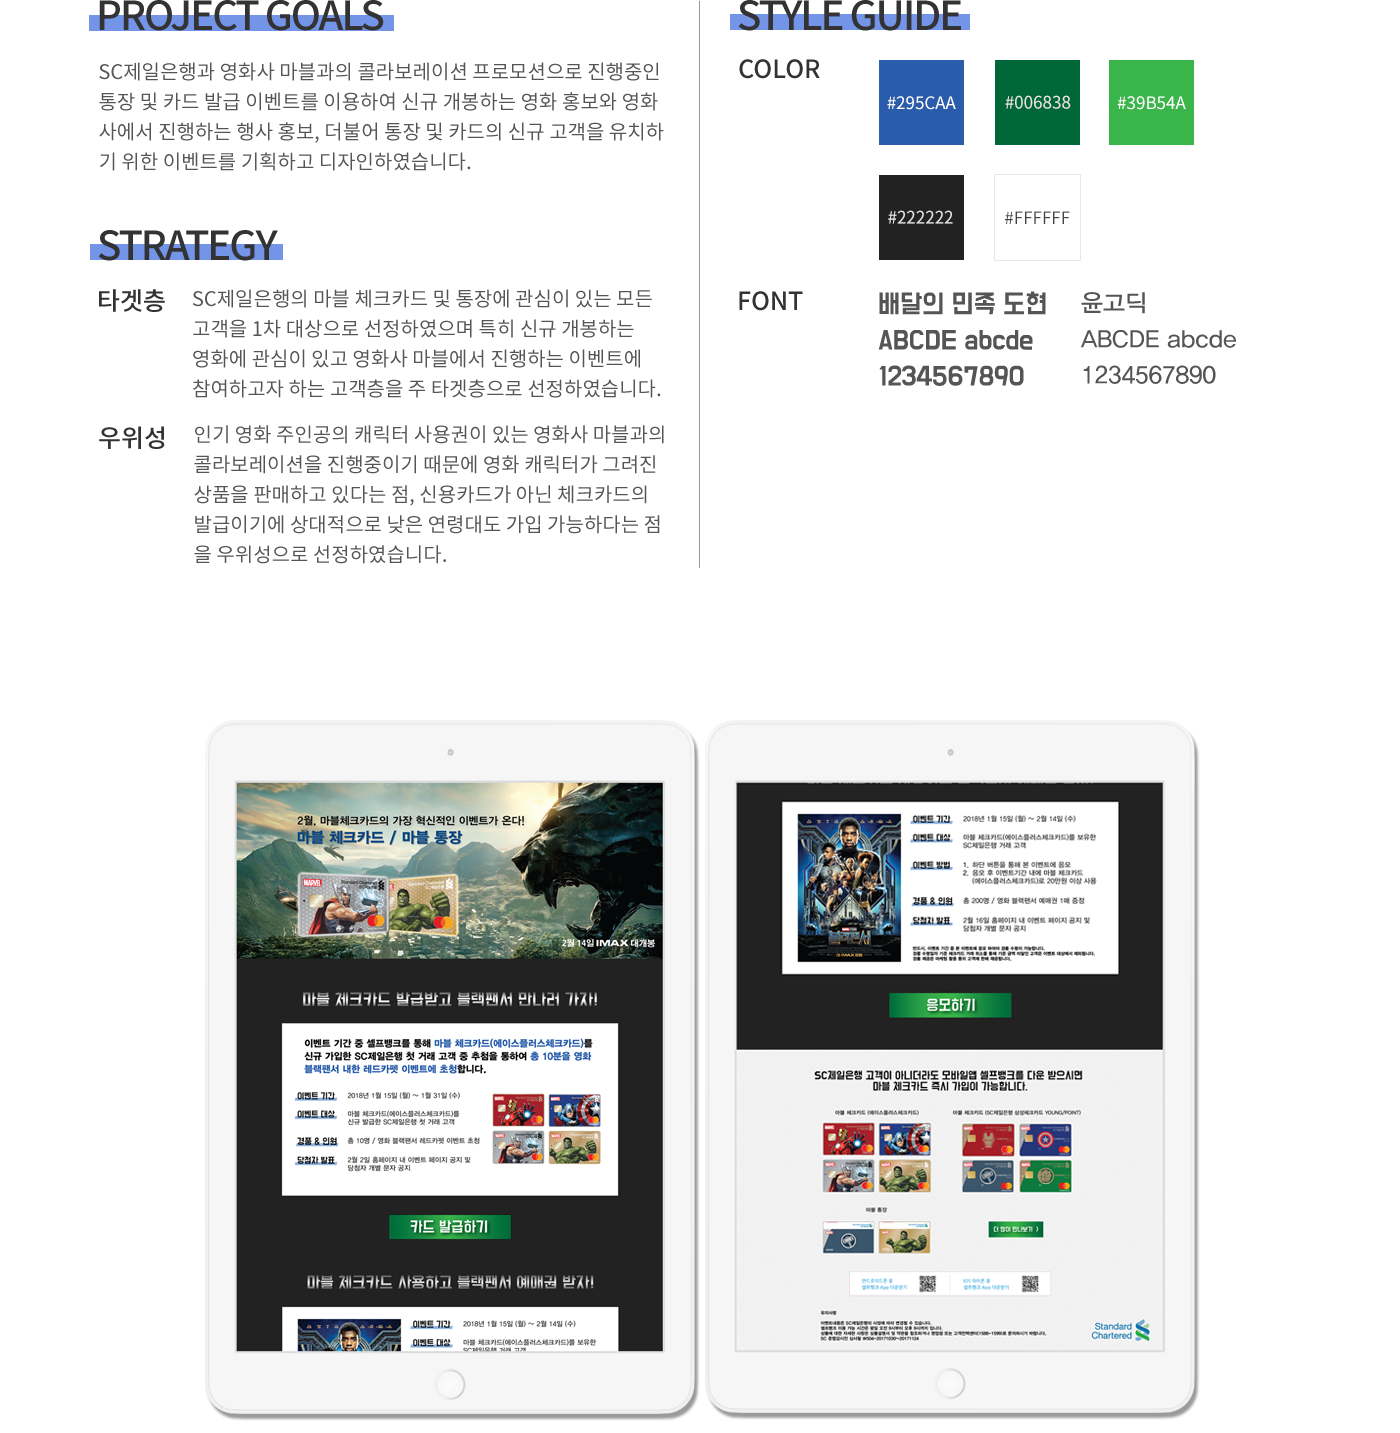 PROJECT GOALS
SC제일은행과 영화사 마블과의 콜라보레이션 프로모션으로 진행중인
통장 및 카드 발급 이벤트를 이용하여 신규 개봉하는 영화 홍보와 영화
사에서 진행하는 행사 홍보, 더불어 통장 및 카드의 신규 고객을 유치하
기 위한 이벤트를 기획하고 디자인하였습니다.
STRATEGY
타겟층
SC제일은행의 마블 체크카드 및 통장에 관심이 있는 모든
고객을 1차 대상으로 선정하였으며 특히 신규 개봉하는
영화에 관심이 있고 영화사 마블에서 진행하는 이벤트에
참여하고자 하는 고객층을 주 타겟층으로 선정하였습니다.
우위성
인기 영화 주인공의 캐릭터 사용권이 있는 영화사 마블과의
콜라보레이션을 진행중이기 때문에 영화 캐릭터가 그려진
상품을 판매하고 있다는 점, 신용카드가 아닌 체크카드의
발급이기에 상대적으로 낮은 연령대도 가입 가능하다는 점
을 우위성으로 선정하였습니다.
STYLE GUIDE
COLOR
#295CAA #006838 #39B54A
#222222 #FFFFFF
FONT
배달의 민족 도현
ABCDE abcde
1234567890
윤고딕
ABCDE abcde
1234567890
2월, 마블체크카드의 가장 혁신적인 이벤트가 온다!
마블 체크카드 / 마블 통장
MARVEL
Standard Chartered
SC제일은행
2월 14일 IMAX 대개봉
마블 체크카드 발급받고 블랙팬서 만나러 가자!
이벤트 기간 중 셀프뱅크를 통해 마블 체크카드(에이스플러스체크카드)를
신규 가입한 SC제일은행 첫 거래 고객 중 추첨을 통하여 총 10분을 영화
블랙팬서 내한 레드카펫 이벤트에 초청합니다.
이벤트 기간 2018년 1월 15일 (월) ~ 1월 31일 (수)
이벤트 대상 마블 체크카드(에이스플러스체크카드)를
신규 발급한 SC제일은행 첫 거래 고객
경품 & 인원 총 10명 / 영화 블랙팬서 레드카펫 이벤트 초청
당첨자 발표 2월 2일 홈페이지 내 이벤트 페이지 공지 및
당첨자 개별 문자 공지
카드 발급하기
마블 체크카드 사용하고 블랙팬서 예매권 받자!
이벤트 기간 2018년 1월 15일 (월) ~ 2월 14일 (수)
이벤트 대상 마블 체크카드(에이스플러스체크카드)를 보유한
SC제일은행 거래 고객
이벤트 기간 2018년 1월 15일 (월) ~ 2월 14일 (수)
이벤트 대상 마블 체크카드(에이스플러스체크카드)를 보유한
SC제일은행 거래 고객
이벤트 방법 1. 하단 버튼을 통해 본 이벤트에 응모
2. 응모 후 이벤트기간 내에 마블 체크카드
(에이스플러스체크카드)로 20만원 이상 사용
경품 & 인원 총 200명 / 영화 블랙팬서 예매권 1매 증정
당첨자 발표 2월 16일 홈페이지 내 이벤트 페이지 공지 및
당첨자 개별 문자 공지
블랙팬서
응모하기
SC제일은행 고객이 아니더라도 모바일앱 셀프뱅크를 다운 받으시면
마블 체크카드 즉시 가입이 가능합니다.
마블 체크카드 (에이스플러스체크카드)
마블 체크카드 (SC제일은행 삼성체크카드 YOUNG/POINT)
마블 통장
더 많이 만나보기 >
안드로이드폰 용
셀프뱅크 App 다운받기
IOS 아이폰 용
셀프뱅크 App 다운받기
유의사항
Standard
Chartered